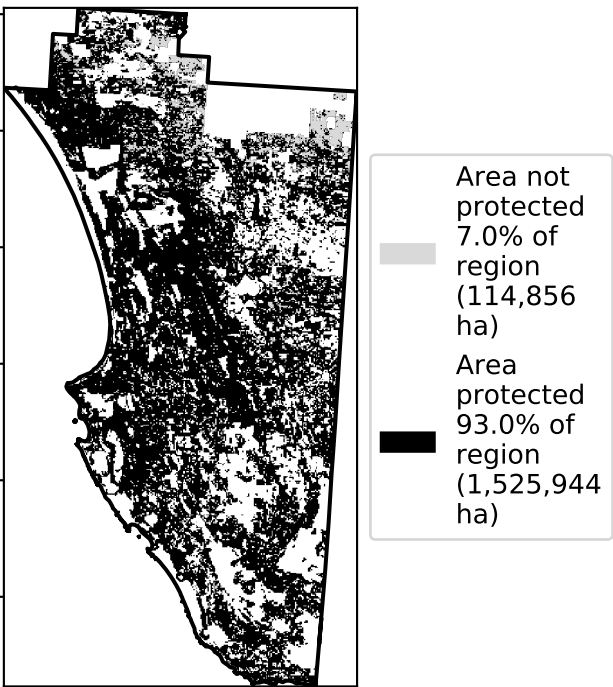 Area not
protected
7.0% of
region
(114,856
ha)
Area
protected
93.0% of
region
(1,525,944
ha)